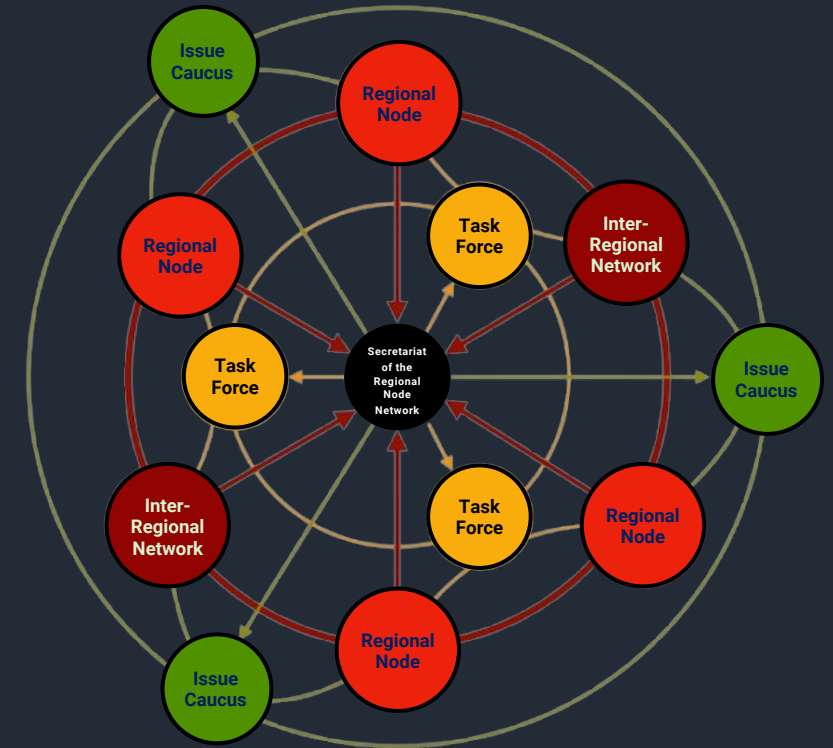 Issue
Caucus
Regional
Node
Task
Force
Inter-
Regional
Network
Regional
Node
Secretariat
of the
Regional
Node
Network
Task
Force
Issue
Caucus
Inter-
Regional
Network
Task
Force
Regional
Node
Regional
Node
Issue
Caucus